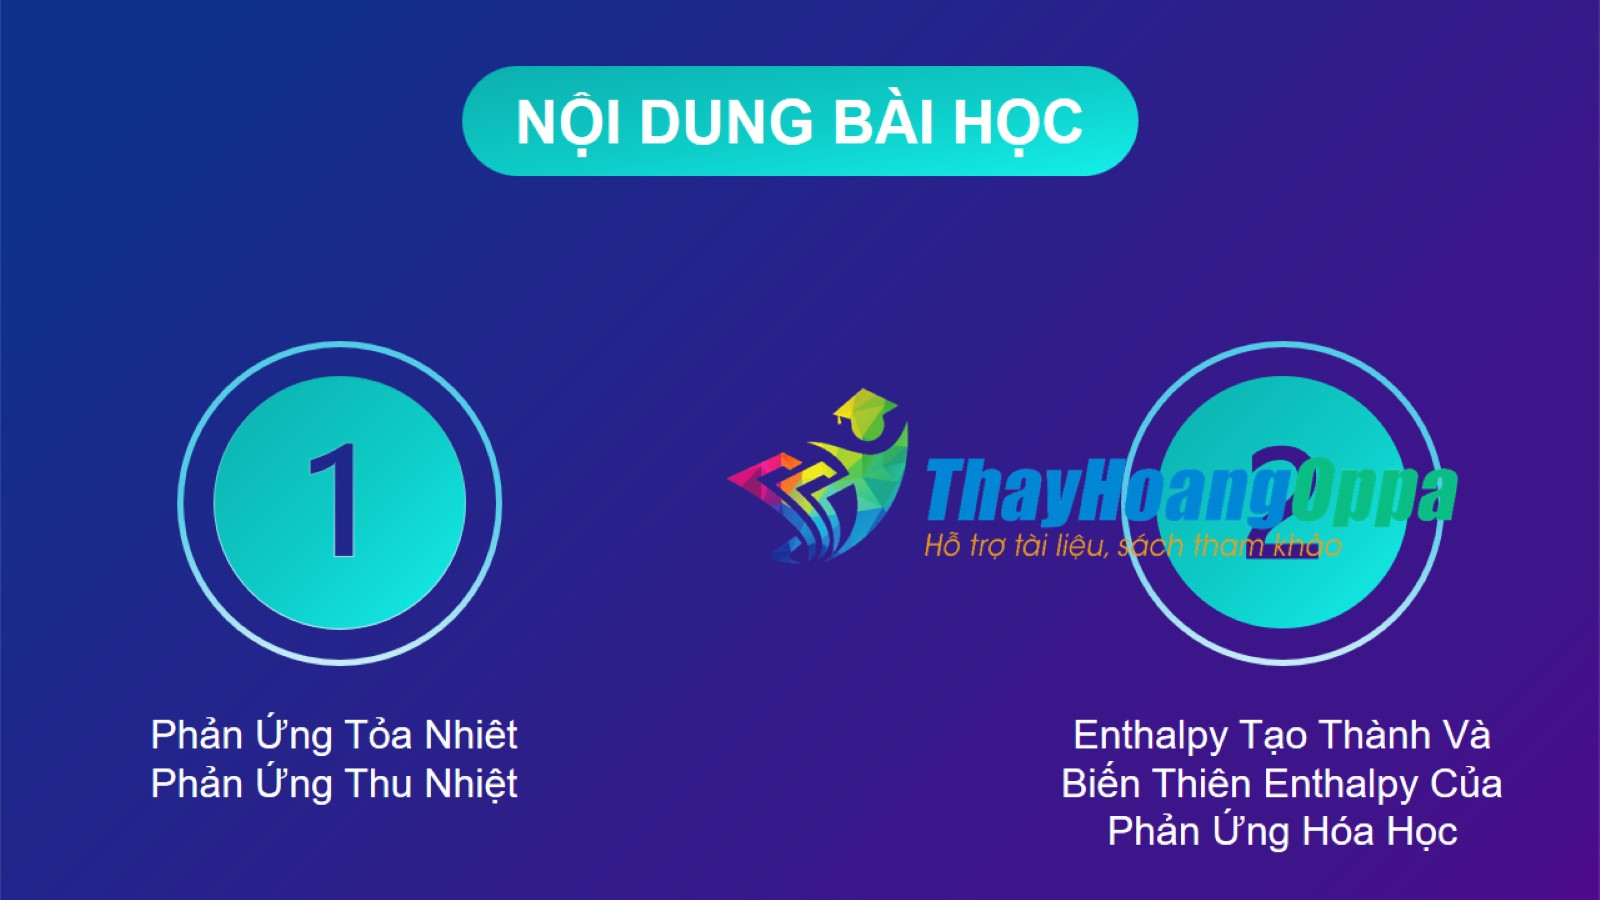 NỘI DUNG BÀI HỌC
1
2
ThayHoangOppa
Hỗ trợ tài liệu, sách tham khảo
Phản Ứng Tỏa Nhiêt
Phản Ứng Thu Nhiệt
Enthalpy Tạo Thành Và
Biến Thiên Enthalpy Của
Phản Ứng Hóa Học